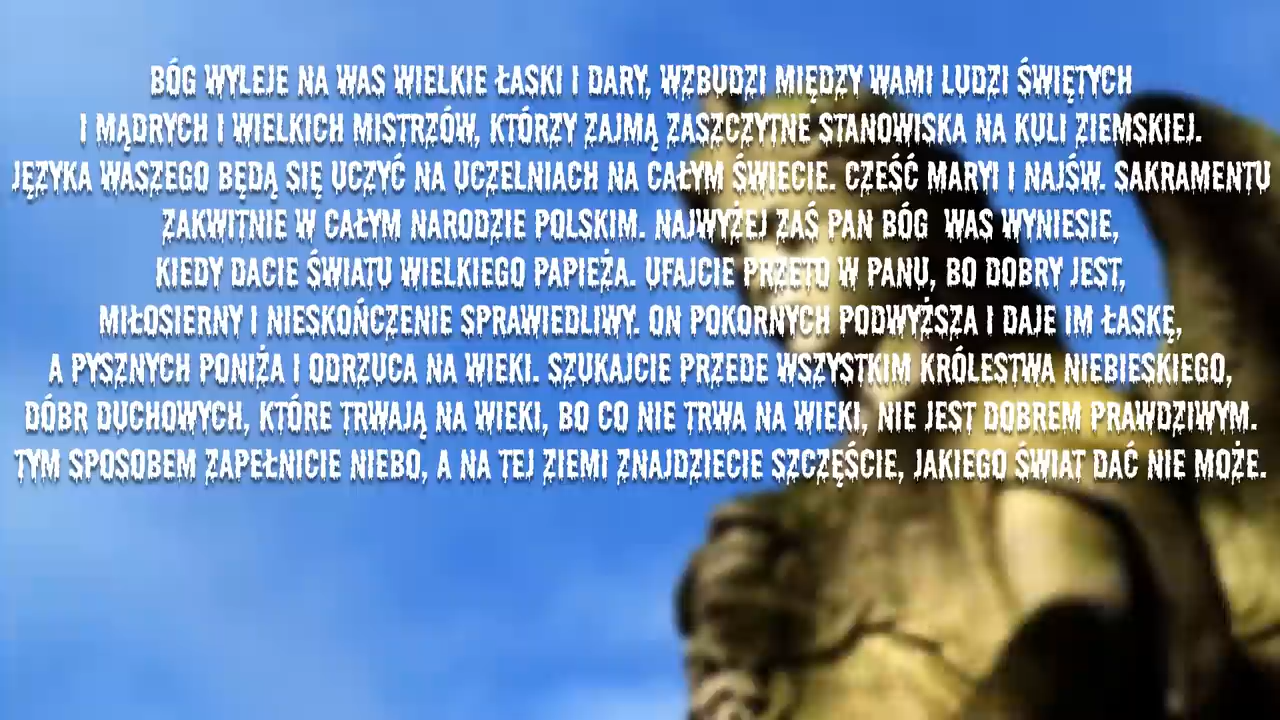 BÓG WYLEJE NA WAS WIELKIE ŁASKI I DARY, WZBUDZI MIĘDZY WAMI LUDZI ŚWIĘTYCH
I MĄDRYCH I WIELKICH MISTRZÓW, KTÓRZY ZAJMĄ ZASZCZYTNE STANOWISKA NA KULI ZIEMSKIEJ.
JĘZYKA WASZEGO BĘDĄ SIĘ UCZYĆ NA UCZELNIACH NA CAŁYM ŚWIECIE. CZEŚĆ MARYI I NAJŚW. SAKRAMENTU
ZAKWITNIE W CAŁYM NARODZIE POLSKIM. NAJWYŻEJ ZAŚ PAN BÓG WAS WYNIESIE,
KIEDY DACIE ŚWIATU WIELKIEGO PAPIEŻA. UFAJCIE PRZETO W PANU, BO DOBRY JEST,
MIŁOSIERNY I NIESKOŃCZENIE SPRAWIEDLIWY. ON POKORNYCH PODWYŻSZA I DAJE IM ŁASKĘ,
A PYSZNYCH PONIŻA I ODRZUCA NA WIEKI. SZUKAJCIE PRZEDE WSZYSTKIM KRÓLESTWA NIEBIESKIEGO,
DÓBR DUCHOWYCH, KTÓRE TRWAJĄ NA WIEKI, BO CO NIE TRWA NA WIEKI, NIE JEST DOBREM PRAWDZIWYM.
TYM SPOSOBEM ZAPEŁNICIE NIEBO, A NA TEJ ZIEMI ZNAJDZIECIE SZCZĘŚCIE, JAKIEGO ŚWIAT DAĆ NIE MOŻE.